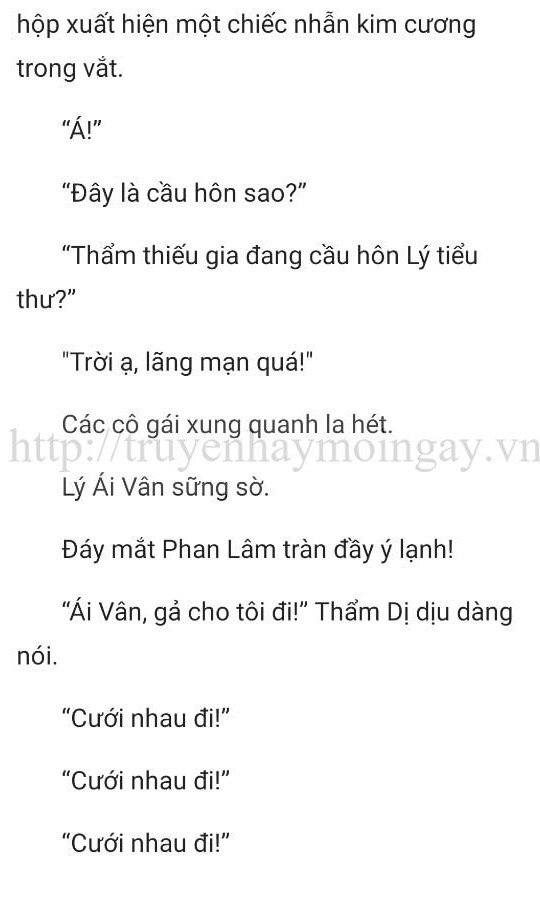 hộp xuất hiện một chiếc nhẫn kim cương
trong vắt.
“Á!”
“Đây là cầu hôn sao?”
“Thẩm thiếu gia đang cầu hôn Lý tiểu
thư?”
"Trời ạ, lãng mạn quá!"
Các cô gái xung quanh la hét.
http://truyenhaymoingay.vn
Lý Ái Vân sững sờ.
Đáy mắt Phan Lâm tràn đầy ý lạnh!
“Ái Vân, gả cho tôi đi!” Thẩm Dị dịu dàng
nói.
“Cưới nhau đi!”
“Cưới nhau đi!”
“Cưới nhau đi!”